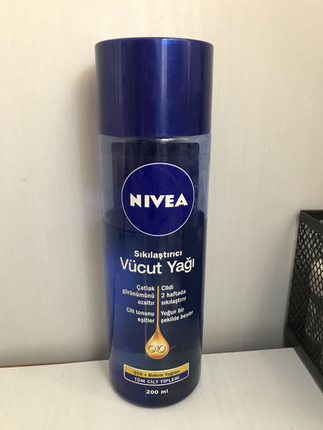 NIVEA
Sıkılaştırıcı
Vücut Yağı
Çatlak
görünümünü
azaltır
Cilt tonunu
eşitler
Cildi
2 haftada
sıkılaştırır
Yoğun bir
şekilde besler
Q10
Q10 + Bakım Yağları
TÜM CİLT TİPLERİ
200 ml